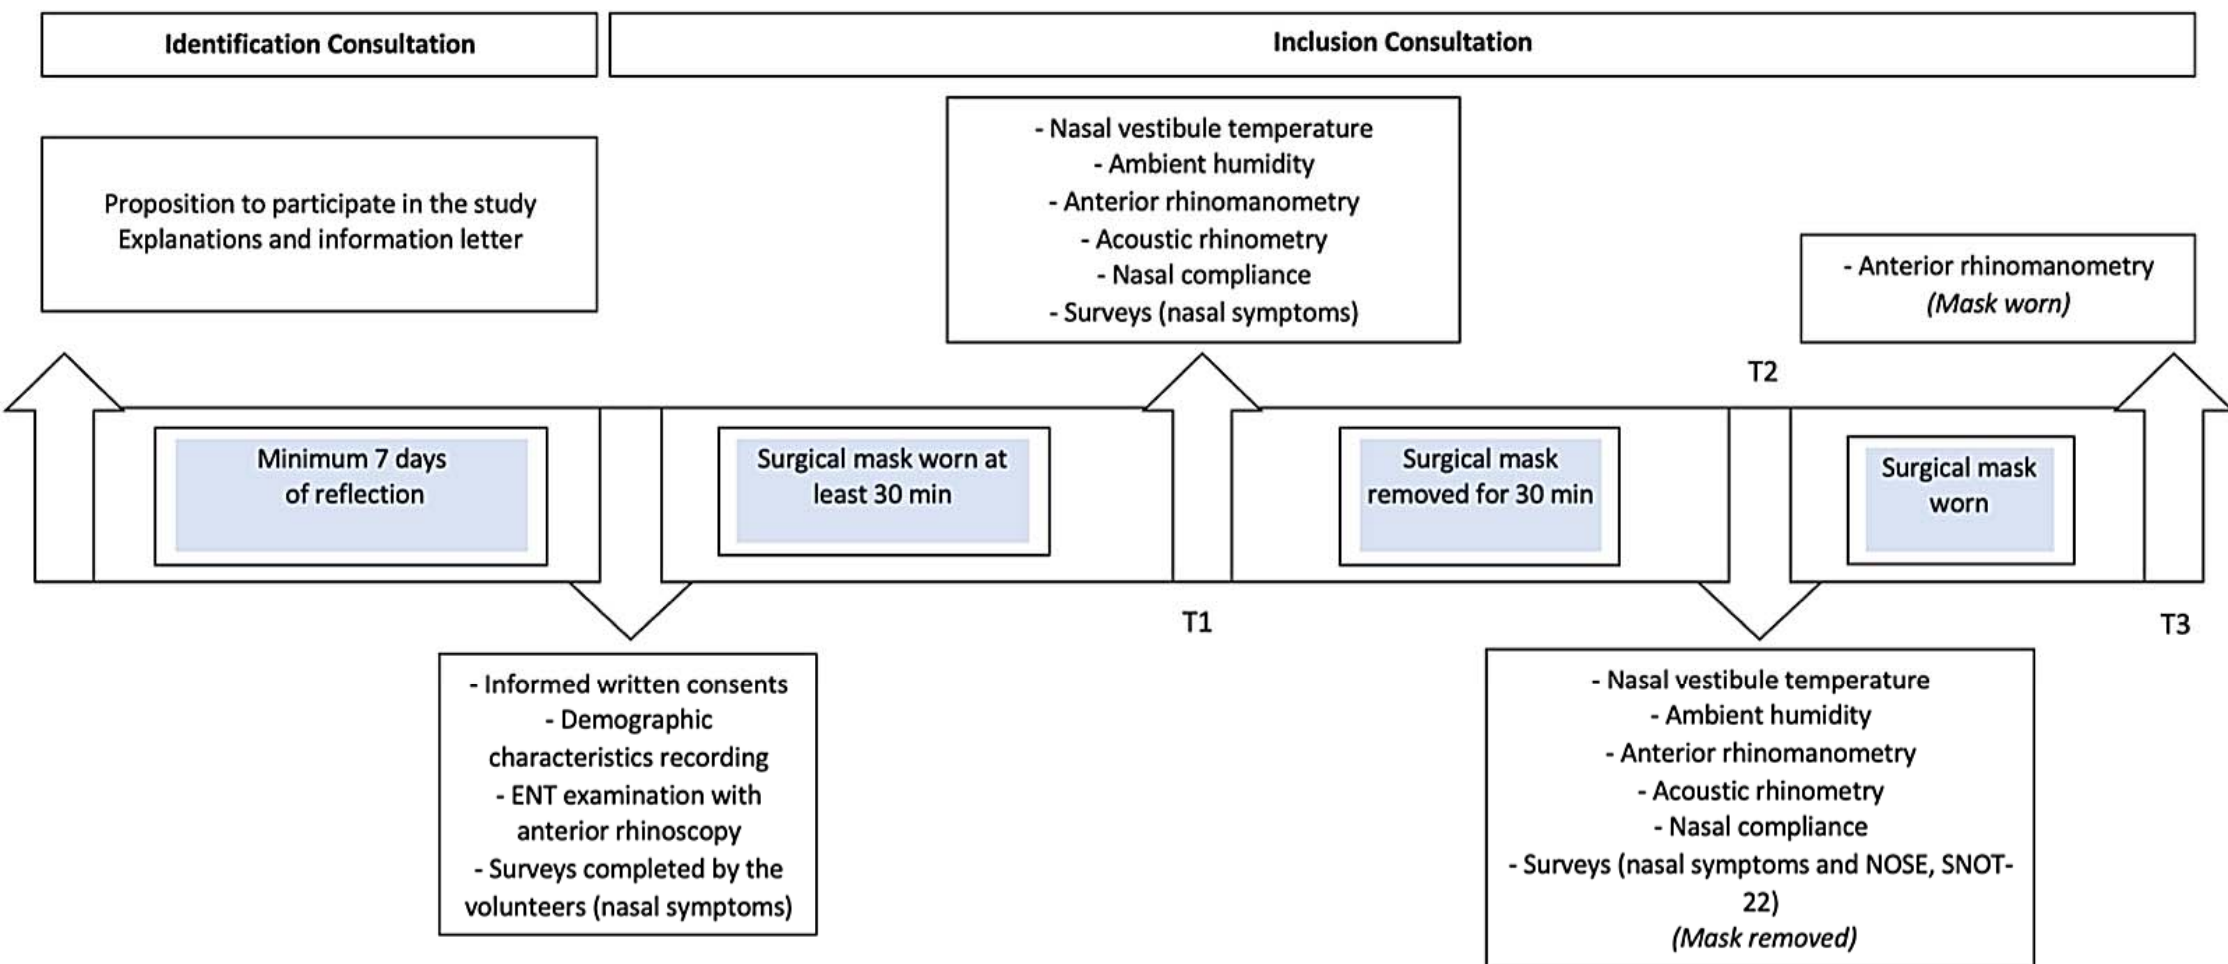 Identification Consultation
Inclusion Consultation
Proposition to participate in the study
Explanations and information letter
- Nasal vestibule temperature
- Ambient humidity
- Anterior rhinomanometry
- Acoustic rhinometry
- Nasal compliance
- Surveys (nasal symptoms)
- Anterior rhinomanometry
(Mask worn)
T2
Minimum 7 days
of reflection
Surgical mask worn at
least 30 min
Surgical mask
removed for 30 min
Surgical mask
worn
T1
T3
- Informed written consents
- Demographic
characteristics recording
- ENT examination with
anterior rhinoscopy
- Surveys completed by the
volunteers (nasal symptoms)
- Nasal vestibule temperature
- Ambient humidity
- Anterior rhinomanometry
- Acoustic rhinometry
- Nasal compliance
- Surveys (nasal symptoms and NOSE, SNOT-
22)
(Mask removed)